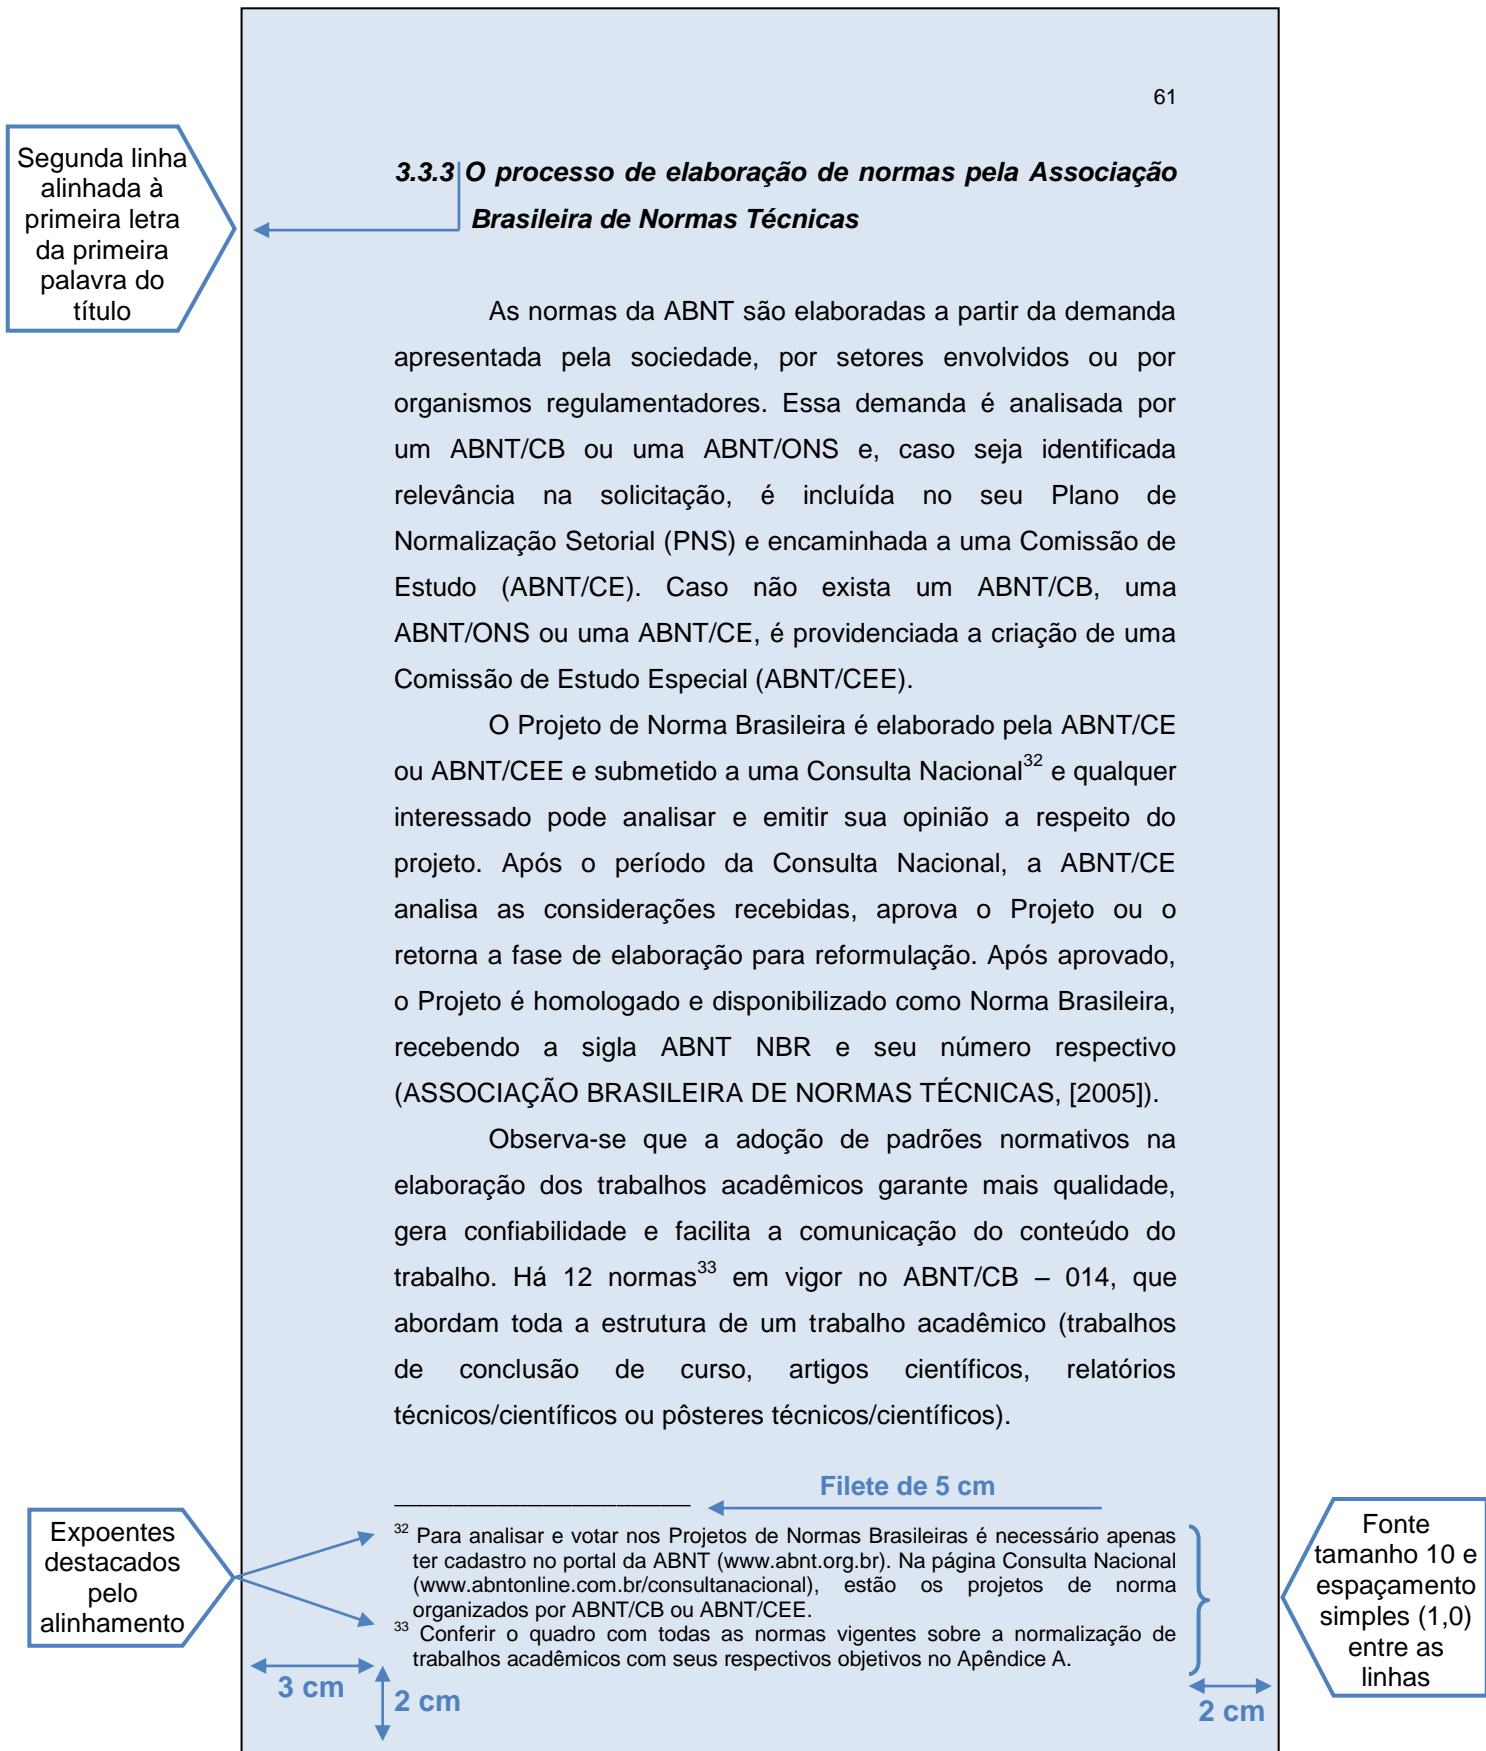 61
Segunda linha
alinhada à
primeira letra
da primeira
palavra do
título
3.3.3 O processo de elaboração de normas pela Associação
Brasileira de Normas Técnicas
As normas da ABNT são elaboradas a partir da demanda
apresentada pela sociedade, por setores envolvidos ou por
organismos regulamentadores. Essa demanda é analisada por
um ABNT/CB ou uma ABNT/ONS e, caso seja identificada
relevância na solicitação, é incluída no seu Plano de
Normalização Setorial (PNS) e encaminhada a uma Comissão de
Estudo (ABNT/CE). Caso não exista um ABNT/CB, uma
ABNT/ONS ou uma ABNT/CE, é providenciada a criação de uma
Comissão de Estudo Especial (ABNT/CEE).
O Projeto de Norma Brasileira é elaborado pela ABNT/CE
ou ABNT/CEE e submetido a uma Consulta Nacional32 e qualquer
interessado pode analisar e emitir sua opinião a respeito do
projeto. Após o período da Consulta Nacional, a ABNT/CE
analisa as considerações recebidas, aprova o Projeto ou o
retorna a fase de elaboração para reformulação. Após aprovado,
o Projeto é homologado e disponibilizado como Norma Brasileira,
recebendo a sigla ABNT NBR e seu número respectivo
(ASSOCIAÇÃO BRASILEIRA DE NORMAS TÉCNICAS, [2005]).
Observa-se que a adoção de padrões normativos na
elaboração dos trabalhos acadêmicos garante mais qualidade,
gera confiabilidade e facilita a comunicação do conteúdo do
trabalho. Há 12 normas33 em vigor no ABNT/CB – 014, que
abordam toda a estrutura de um trabalho acadêmico (trabalhos
de conclusão de curso, artigos científicos, relatórios
técnicos/científicos ou pôsteres técnicos/científicos).
Filete de 5 cm
Expoentes
destacados
pelo
alinhamento
32 Para analisar e votar nos Projetos de Normas Brasileiras é necessário apenas
ter cadastro no portal da ABNT (www.abnt.org.br). Na página Consulta Nacional
(www.abntonline.com.br/consultanacional), estão os projetos de norma
organizados por ABNT/CB ou ABNT/CEE.
33 Conferir o quadro com todas as normas vigentes sobre a normalização de
trabalhos acadêmicos com seus respectivos objetivos no Apêndice A.
Fonte
tamanho 10 e
espaçamento
simples (1,0)
entre as
linhas
3 cm
2 cm
2 cm